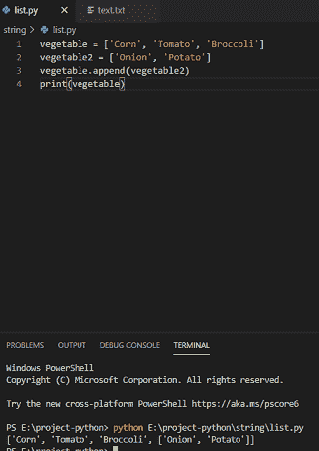 list.py X text.txt
string > list.py
1 vegetable = ['Corn', 'Tomato', 'Broccoli']
2 vegetable2 = ['Onion', 'Potato']
3 vegetable.append(vegetable2)
4 print(vegetable)
PROBLEMS OUTPUT DEBUG CONSOLE TERMINAL
Windows PowerShell
Copyright (C) Microsoft Corporation. All rights reserved.
Try the new cross-platform PowerShell https://aka.ms/pscore6
PS E:\project-python> python E:\project-python\string\list.py
['Corn', 'Tomato', 'Broccoli', ['Onion', 'Potato']]
PS E:\project-python>